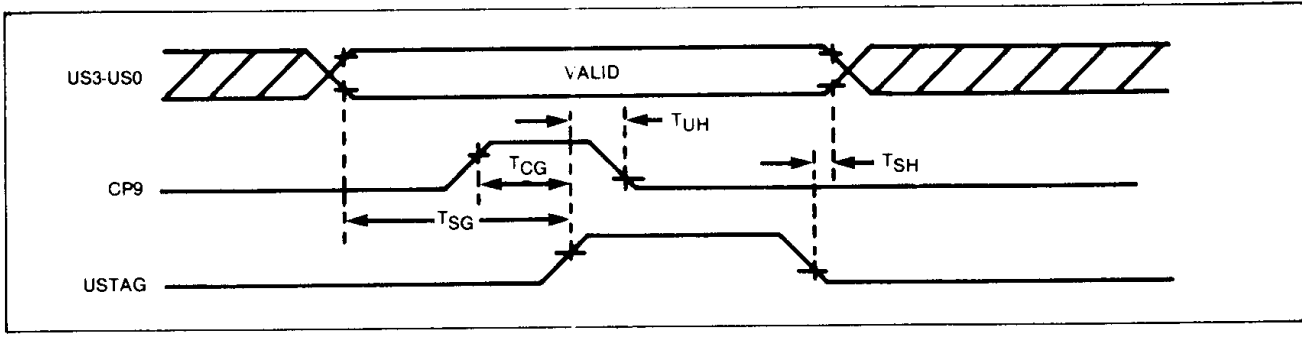 US3-US0
VALID
TUH
TCG
TSH
CP9
TSG
USTAG